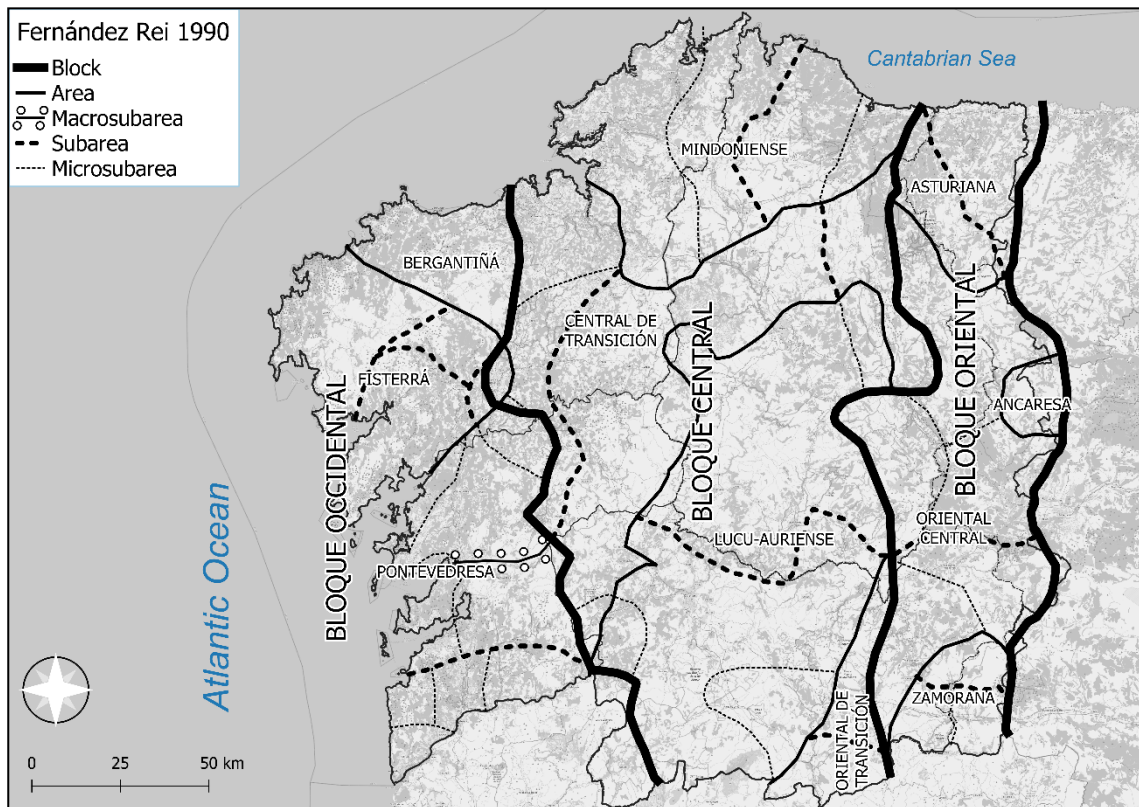 Fernández Rei 1990
Block
Area
Macrosubarea
Subarea
Microsubarea
Cantabrian Sea
MINDONIENSE
ASTURIANA
BERGANTIÑÁ
CENTRAL DE
TRANSICIÓN
FISTERRÁ
BLOQUE OCCIDENTAL
BLOQUE CENTRAL
BLOQUE ORIENTAL
ANCARESA
Atlantic Ocean
LUCU-AURIENSE
ORIENTAL
CENTRAL
PONTEVEDRESA
ZAMORANA
ORIENTAL DE
TRANSICIÓN
0 25 50 km